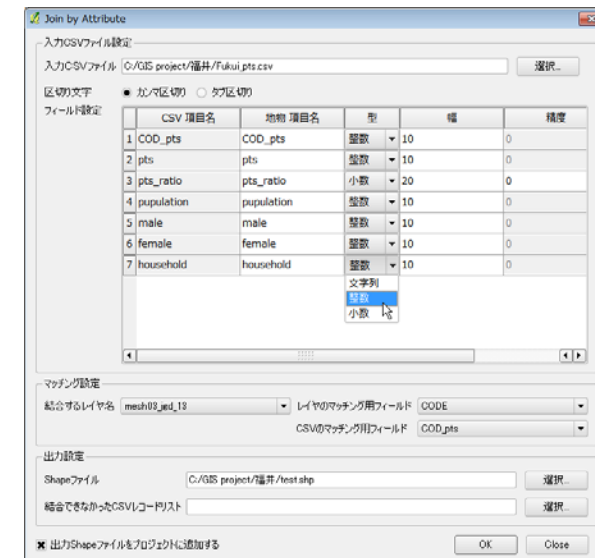 Join by Attribute
入力CSVファイル設定
入力CSVファイル C:/GIS project/福井/Fukui_pts.csv 選択...
区切り文字 カンマ区切り タブ区切り
フィールド設定
CSV 項目名 地物 項目名 型 幅 精度
1 COD_pts COD_pts 整数 10 0
2 pts pts 整数 10 0
3 pts_ratio pts_ratio 小数 20 0
4 pupulation pupulation 整数 10 0
5 male male 整数 10 0
6 female female 整数 10 0
7 household household 整数 10 0
文字列
整数
小数
マッチング設定
結合するレイヤ名 mesh03_jed_13 レイヤのマッチング用フィールド CODE
CSVのマッチング用フィールド COD_pts
出力設定
Shapeファイル C:/GIS project/福井/test.shp 選択...
結合できなかったCSVレコードリスト 選択...
出力Shapeファイルをプロジェクトに追加する OK Close